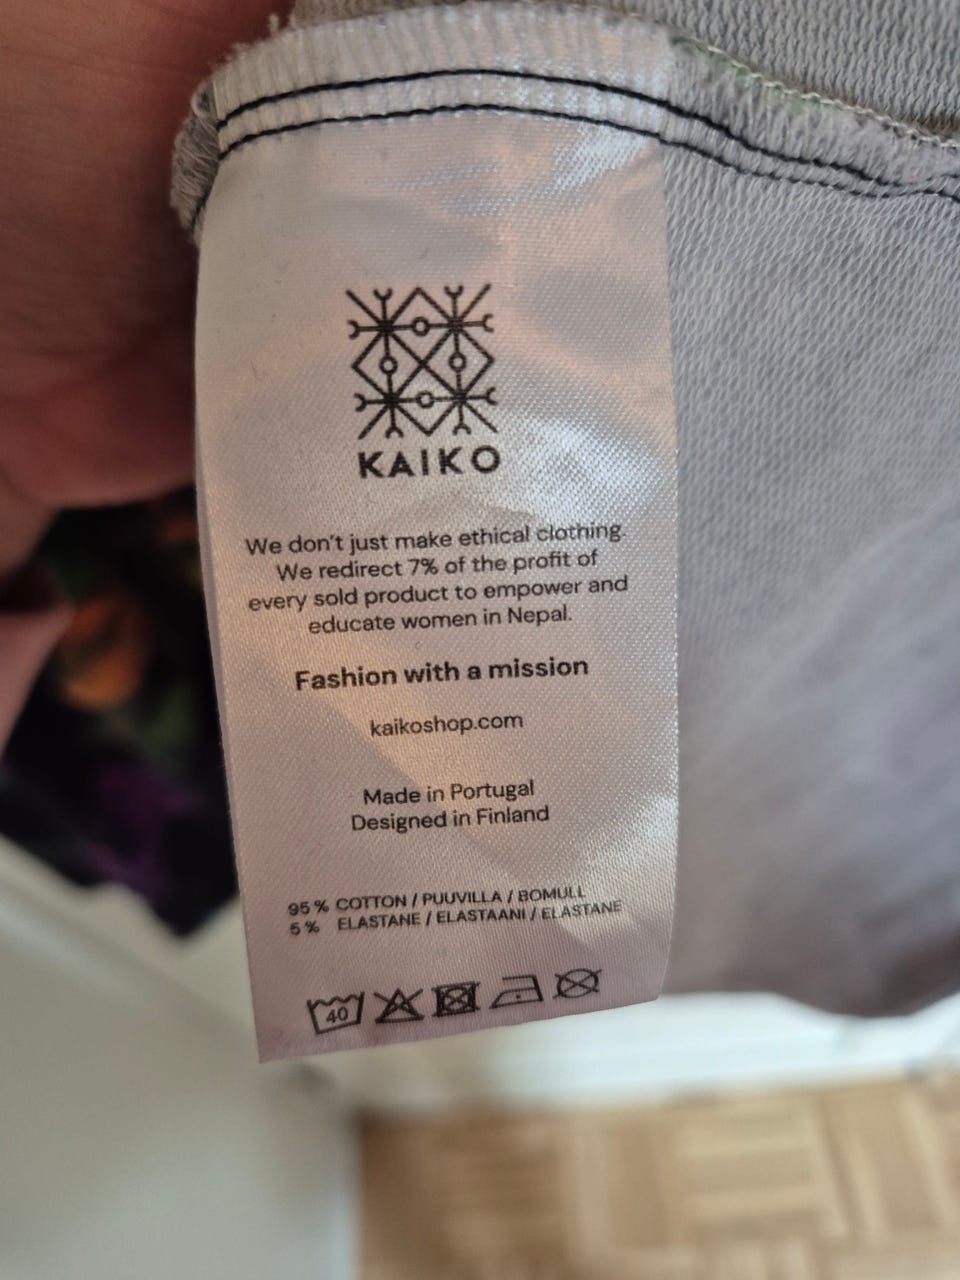 KAIKO
We don't just make ethical clothing.
We redirect 7% of the profit of
every sold product to empower and
educate women in Nepal.
Fashion with a mission
kaikoshop.com
Made in Portugal
Designed in Finland
95 % COTTON / PUUVILLA / BOMULL
5 % ELASTANE / ELASTAANI / ELASTANE
40